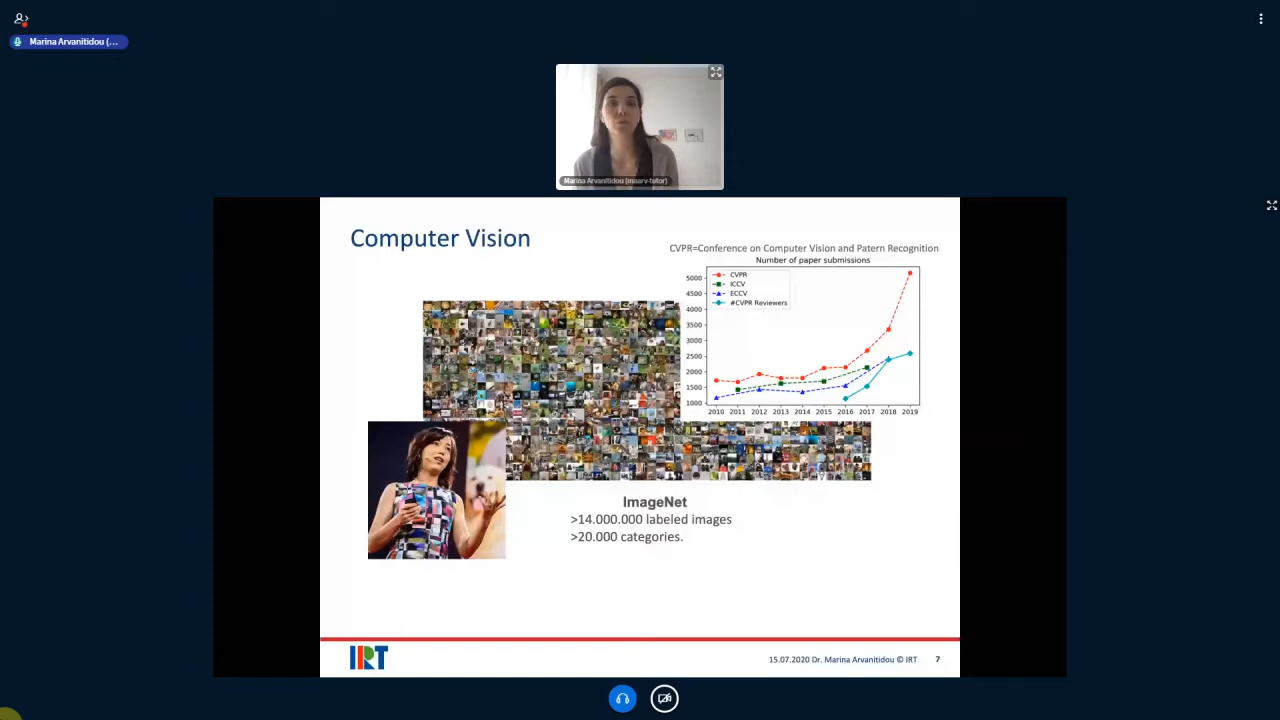 Marina Arvanitidou (...
Marina Arvanitidou (maarv-tutor)
Computer Vision
CVPR=Conference on Computer Vision and Patern Recognition
Number of paper submissions
CVPR
ICCV
ECCV
#CVPR Reviewers
5000
4500
4000
3500
3000
2500
2000
1500
1000
2010 2011 2012 2013 2014 2015 2016 2017 2018 2019
ImageNet
>14.000.000 labeled images
>20.000 categories.
IRT
15.07.2020 Dr. Marina Arvanitidou © IRT 7